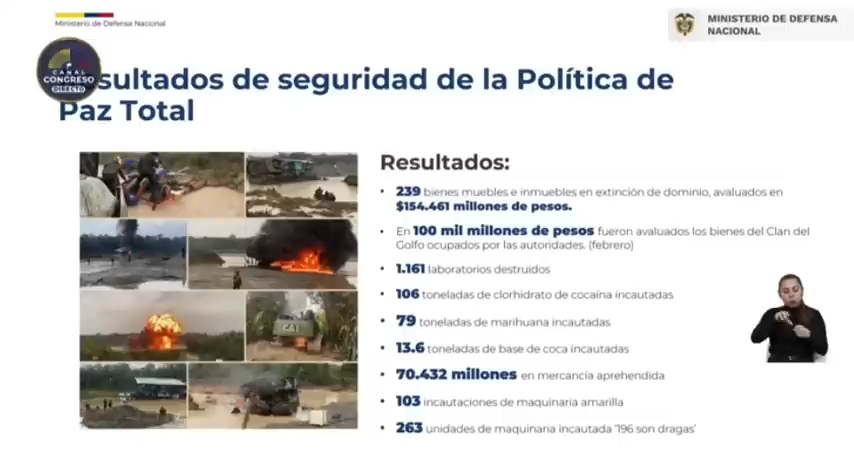 Ministerio de Defensa Nacional
MINISTERIO DE DEFENSA
NACIONAL
CANAL
CONGRESO
DIRECTO
sultados de seguridad de la Política de
Paz Total
Resultados:
• 239 bienes muebles e inmuebles en extinción de dominio, avaluados en
$154.461 millones de pesos.
• En 100 mil millones de pesos fueron avaluados los bienes del Clan del
Golfo ocupados por las autoridades. (febrero)
• 1.161 laboratorios destruidos
• 106 toneladas de clorhidrato de cocaína incautadas
• 79 toneladas de marihuana incautadas
• 13.6 toneladas de base de coca incautadas
• 70.432 millones en mercancía aprehendida
• 103 incautaciones de maquinaria amarilla
• 263 unidades de maquinaria incautada '196 son dragas'